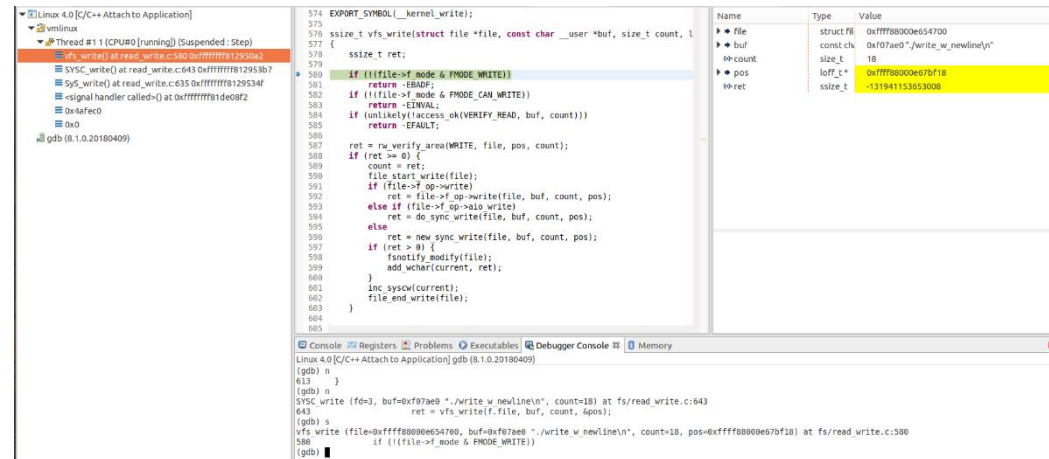 Linux 4.0 [C/C++ Attach to Application]
vmlinux
Thread #1 1 (CPU#0 [running]) (Suspended : Step)
vfs_write() at read_write.c:580 0xffffffff812950a2
SYSC_write() at read_write.c:643 0xffffffff812953b7
SyS_write() at read_write.c:635 0xffffffff8129534f
<signal handler called>() at 0xffffffff81de08f2
0x4afec0
0x0
gdb (8.1.0.20180409)
574 EXPORT_SYMBOL(__kernel_write);
575
576 ssize_t vfs_write(struct file *file, const char __user *buf, size_t count, l
577 {
578 ssize_t ret;
579
580 if (!(file->f_mode & FMODE_WRITE))
581 return -EBADF;
582 if (!(file->f_mode & FMODE_CAN_WRITE))
583 return -EINVAL;
584 if (unlikely(!access_ok(VERIFY_READ, buf, count)))
585 return -EFAULT;
586
587 ret = rw_verify_area(WRITE, file, pos, count);
588 if (ret >= 0) {
589 count = ret;
590 file_start_write(file);
591 if (file->f_op->write)
592 ret = file->f_op->write(file, buf, count, pos);
593 else if (file->f_op->aio_write)
594 ret = do_sync_write(file, buf, count, pos);
595 else
596 ret = new_sync_write(file, buf, count, pos);
597 if (ret > 0) {
598 fsnotify_modify(file);
599 add_wchar(current, ret);
600 }
601 inc_syscw(current);
602 file_end_write(file);
603 }
604
605
Name Type Value
file struct fil 0xffff88000e654700
buf const cha 0xf07ae0 "./write_w_newline\n"
count size_t 18
pos loff_t * 0xffff88000e67bf18
ret ssize_t -131941153653008
Console Registers Problems Executables Debugger Console Memory
Linux 4.0 [C/C++ Attach to Application] gdb (8.1.0.20180409)
(gdb) n
613 }
(gdb) n
SYSC_write (fd=3, buf=0xf07ae0 "./write_w_newline\n", count=18) at fs/read_write.c:643
643 ret = vfs_write(f.file, buf, count, &pos);
(gdb) s
vfs_write (file=0xffff88000e654700, buf=0xf07ae0 "./write_w_newline\n", count=18, pos=0xffff88000e67bf18) at fs/read_write.c:580
580 if (!(file->f_mode & FMODE_WRITE))
(gdb)